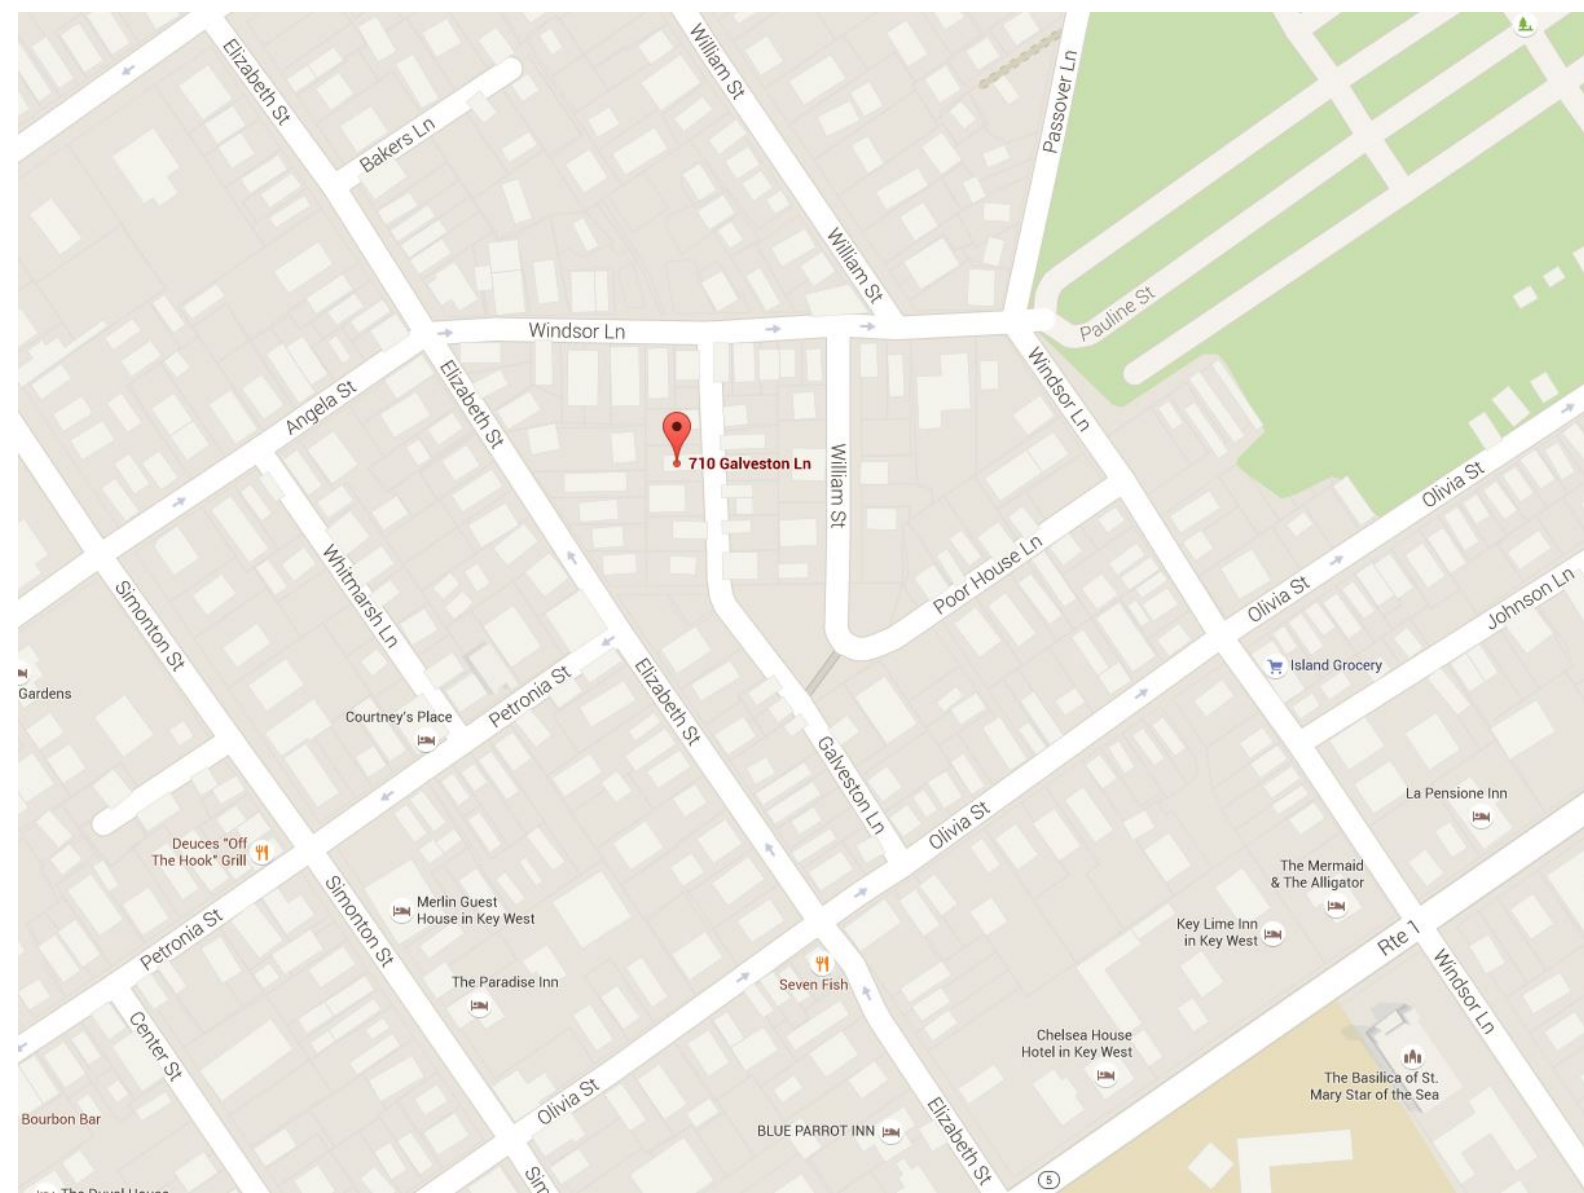 Elizabeth St
William St
Passover Ln
Bakers Ln
William St
Pauline St
Windsor Ln
Windsor Ln
Angela St
Elizabeth St
710 Galveston Ln
William St
Olivia St
Whitmarsh Ln
Poor House Ln
Olivia St
Johnson Ln
Simonton St
Island Grocery
Gardens
Petronia St
Elizabeth St
Courtney's Place
Galveston Ln
La Pensione Inn
Olivia St
Deuces "Off
The Hook" Grill
The Mermaid
& The Alligator
Merlin Guest
House in Key West
Simonton St
Petronia St
Key Lime Inn
in Key West
Rte 1
Windsor Ln
The Paradise Inn
Seven Fish
Center St
Chelsea House
Hotel in Key West
The Basilica of St.
Mary Star of the Sea
Olivia St
Bourbon Bar
BLUE PARROT INN
Elizabeth St
5
Sim